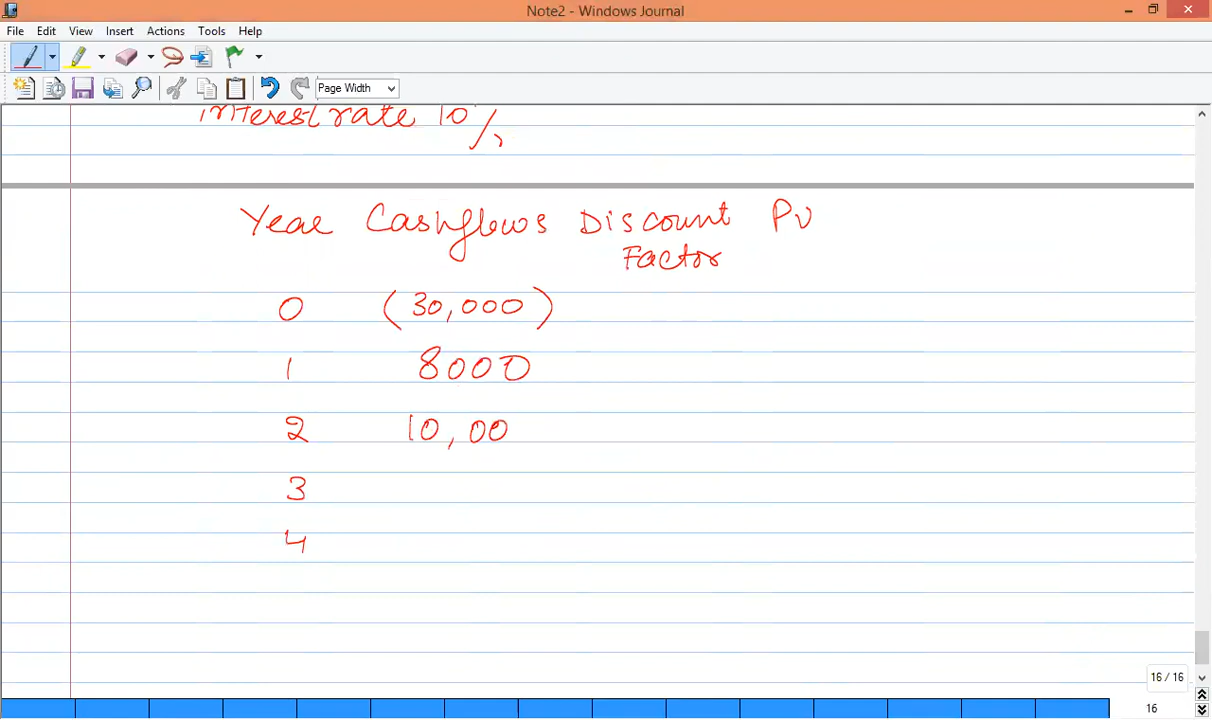 Note2 - Windows Journal
File Edit View Insert Actions Tools Help
Page Width
interest rate 10%
Year Cashflows Discount PV
Factor
0 (30,000)
1 8000
2 10,00
3
4
16 / 16
16